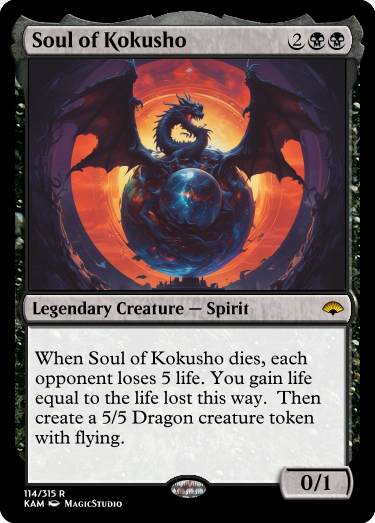 Soul of Kokusho 2
Legendary Creature — Spirit
When Soul of Kokusho dies, each
opponent loses 5 life. You gain life
equal to the life lost this way.  Then
create a 5/5 Dragon creature token
with flying.
0/1
114/315 R
KAM MagicStudio